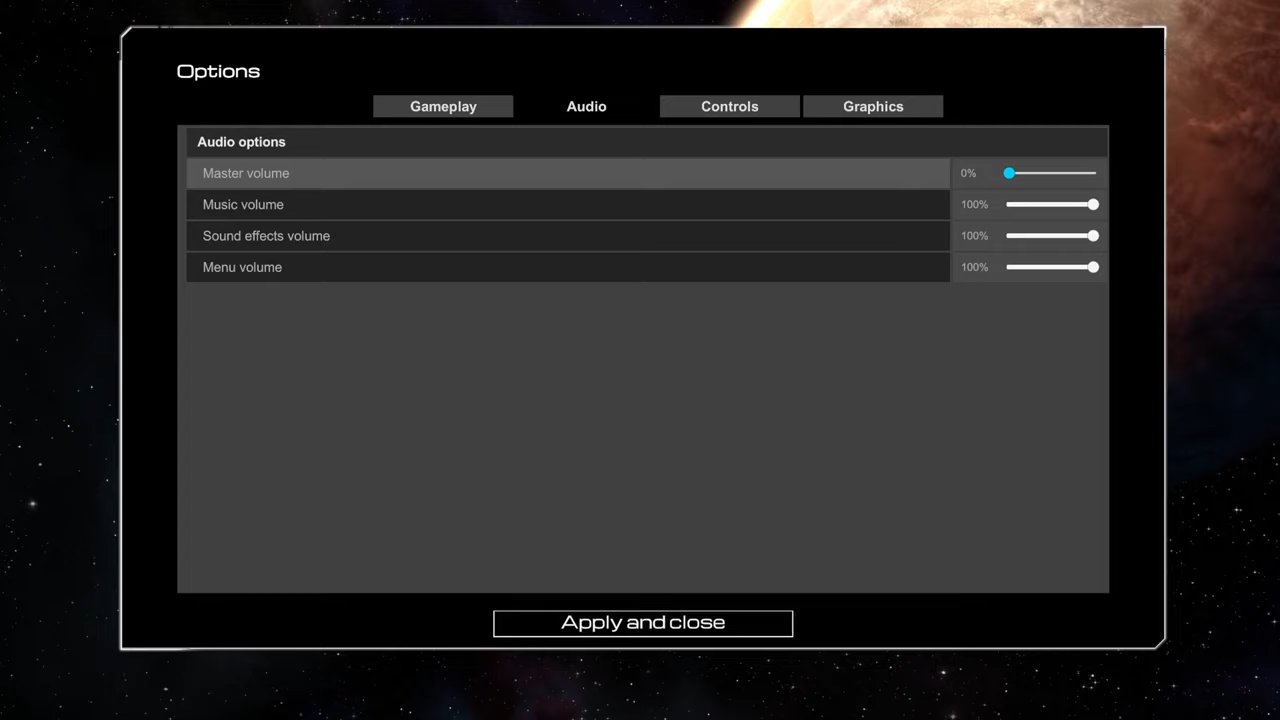 Options
Gameplay Audio Controls Graphics
Audio options
Master volume 0%
Music volume 100%
Sound effects volume 100%
Menu volume 100%
Apply and close